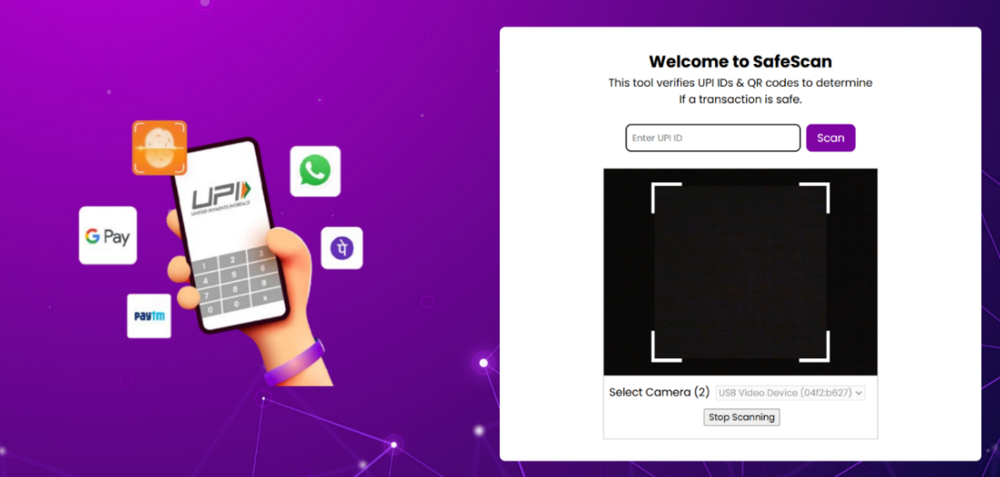 UPI
UNIFIED PAYMENTS INTERFACE
1 2 3
4 5 6
7 8 9
0 0 X
G Pay
पे
paytm
Welcome to SafeScan
This tool verifies UPI IDs & QR codes to determine
If a transaction is safe.
Enter UPI ID
Scan
Select Camera (2) USB Video Device (04f2:b627)
Stop Scanning